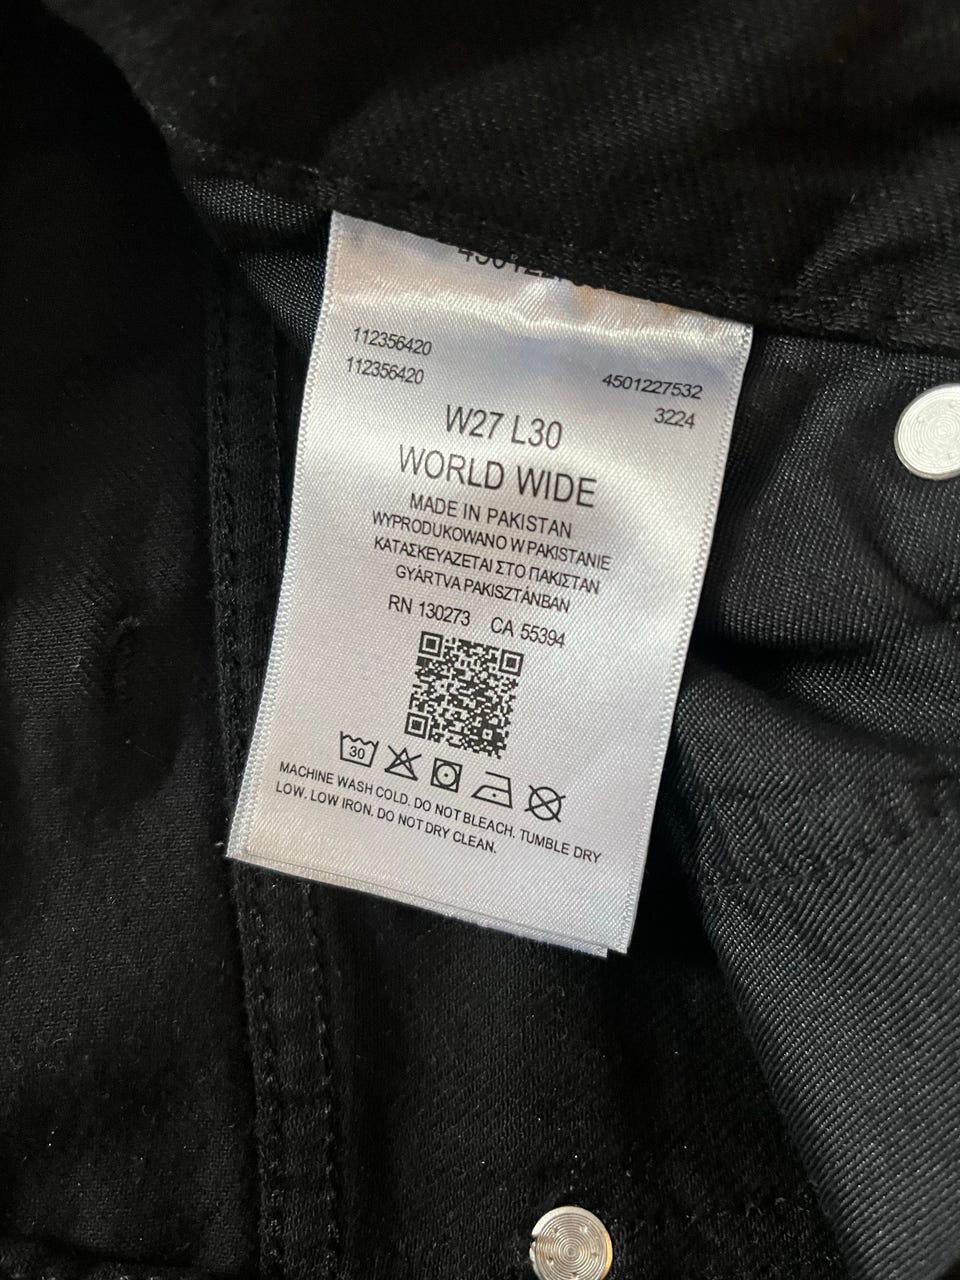 112356420
112356420
4501227532
3224
W27 L30
WORLD WIDE
MADE IN PAKISTAN
WYPRODUKOWANO W PAKISTANIE
ΚΑΤΑΣΚΕΥΑΖΕΤΑΙ ΣΤΟ ΠΑΚΙΣΤΑΝ
GYÁRTVA PAKISZTÁNBAN
RN 130273 CA 55394
30
MACHINE WASH COLD. DO NOT BLEACH. TUMBLE DRY
LOW. LOW IRON. DO NOT DRY CLEAN.